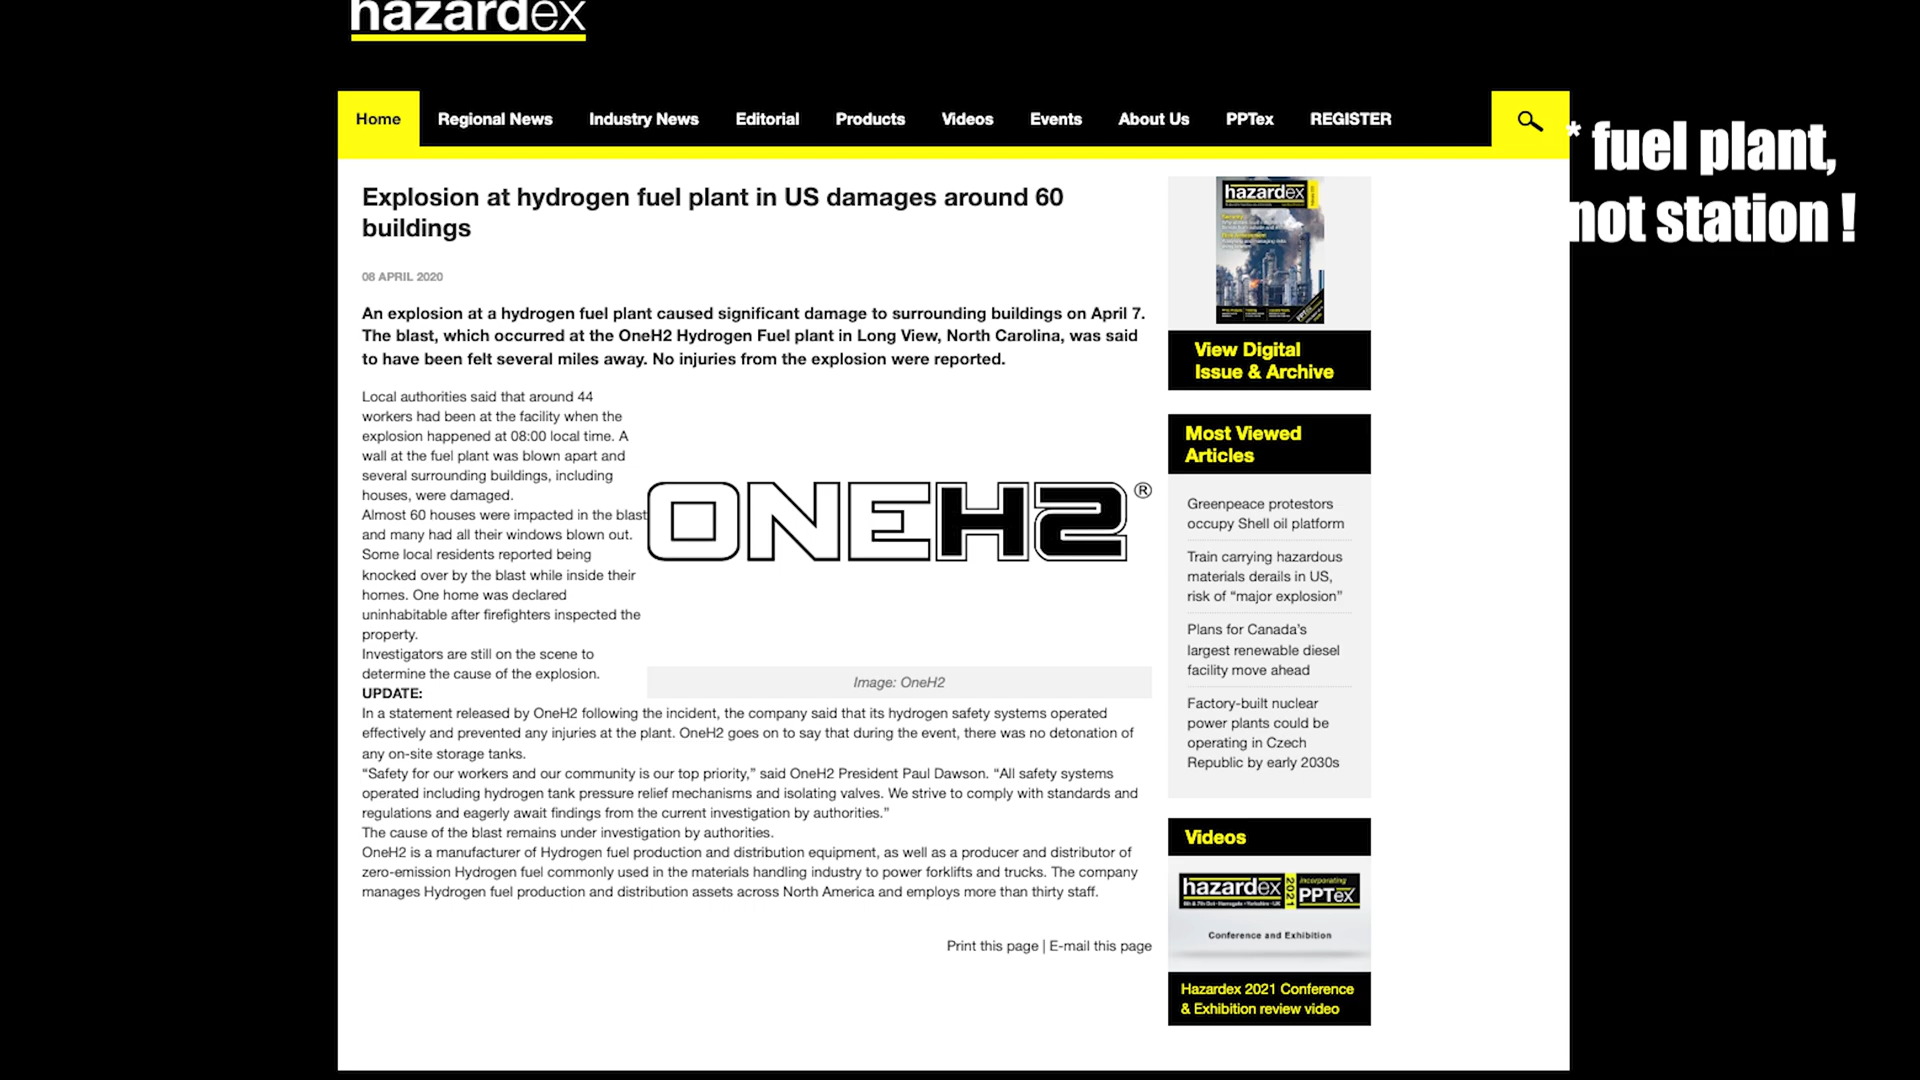 hazardex
Home Regional News Industry News Editorial Products Videos Events About Us PPTex REGISTER
* fuel plant,
not station !
Explosion at hydrogen fuel plant in US damages around 60
buildings
08 APRIL 2020
An explosion at a hydrogen fuel plant caused significant damage to surrounding buildings on April 7.
The blast, which occurred at the OneH2 Hydrogen Fuel plant in Long View, North Carolina, was said
to have been felt several miles away. No injuries from the explosion were reported.
Local authorities said that around 44
workers had been at the facility when the
explosion happened at 08:00 local time. A
wall at the fuel plant was blown apart and
several surrounding buildings, including
houses, were damaged.
Almost 60 houses were impacted in the blast
and many had all their windows blown out.
Some local residents reported being
knocked over by the blast while inside their
homes. One home was declared
uninhabitable after firefighters inspected the
property.
Investigators are still on the scene to
determine the cause of the explosion.
ONEH2®
Image: OneH2
UPDATE:
In a statement released by OneH2 following the incident, the company said that its hydrogen safety systems operated
effectively and prevented any injuries at the plant. OneH2 goes on to say that during the event, there was no detonation of
any on-site storage tanks.
“Safety for our workers and our community is our top priority,” said OneH2 President Paul Dawson. “All safety systems
operated including hydrogen tank pressure relief mechanisms and isolating valves. We strive to comply with standards and
regulations and eagerly await findings from the current investigation by authorities.”
The cause of the blast remains under investigation by authorities.
OneH2 is a manufacturer of Hydrogen fuel production and distribution equipment, as well as a producer and distributor of
zero-emission Hydrogen fuel commonly used in the materials handling industry to power forklifts and trucks. The company
manages Hydrogen fuel production and distribution assets across North America and employs more than thirty staff.
Print this page | E-mail this page
hazardex
View Digital
Issue & Archive
Most Viewed
Articles
Greenpeace protestors
occupy Shell oil platform
Train carrying hazardous
materials derails in US,
risk of “major explosion”
Plans for Canada’s
largest renewable diesel
facility move ahead
Factory-built nuclear
power plants could be
operating in Czech
Republic by early 2030s
Videos
hazardex 2021 incorporating PPTex
Conference and Exhibition
Hazardex 2021 Conference
& Exhibition review video